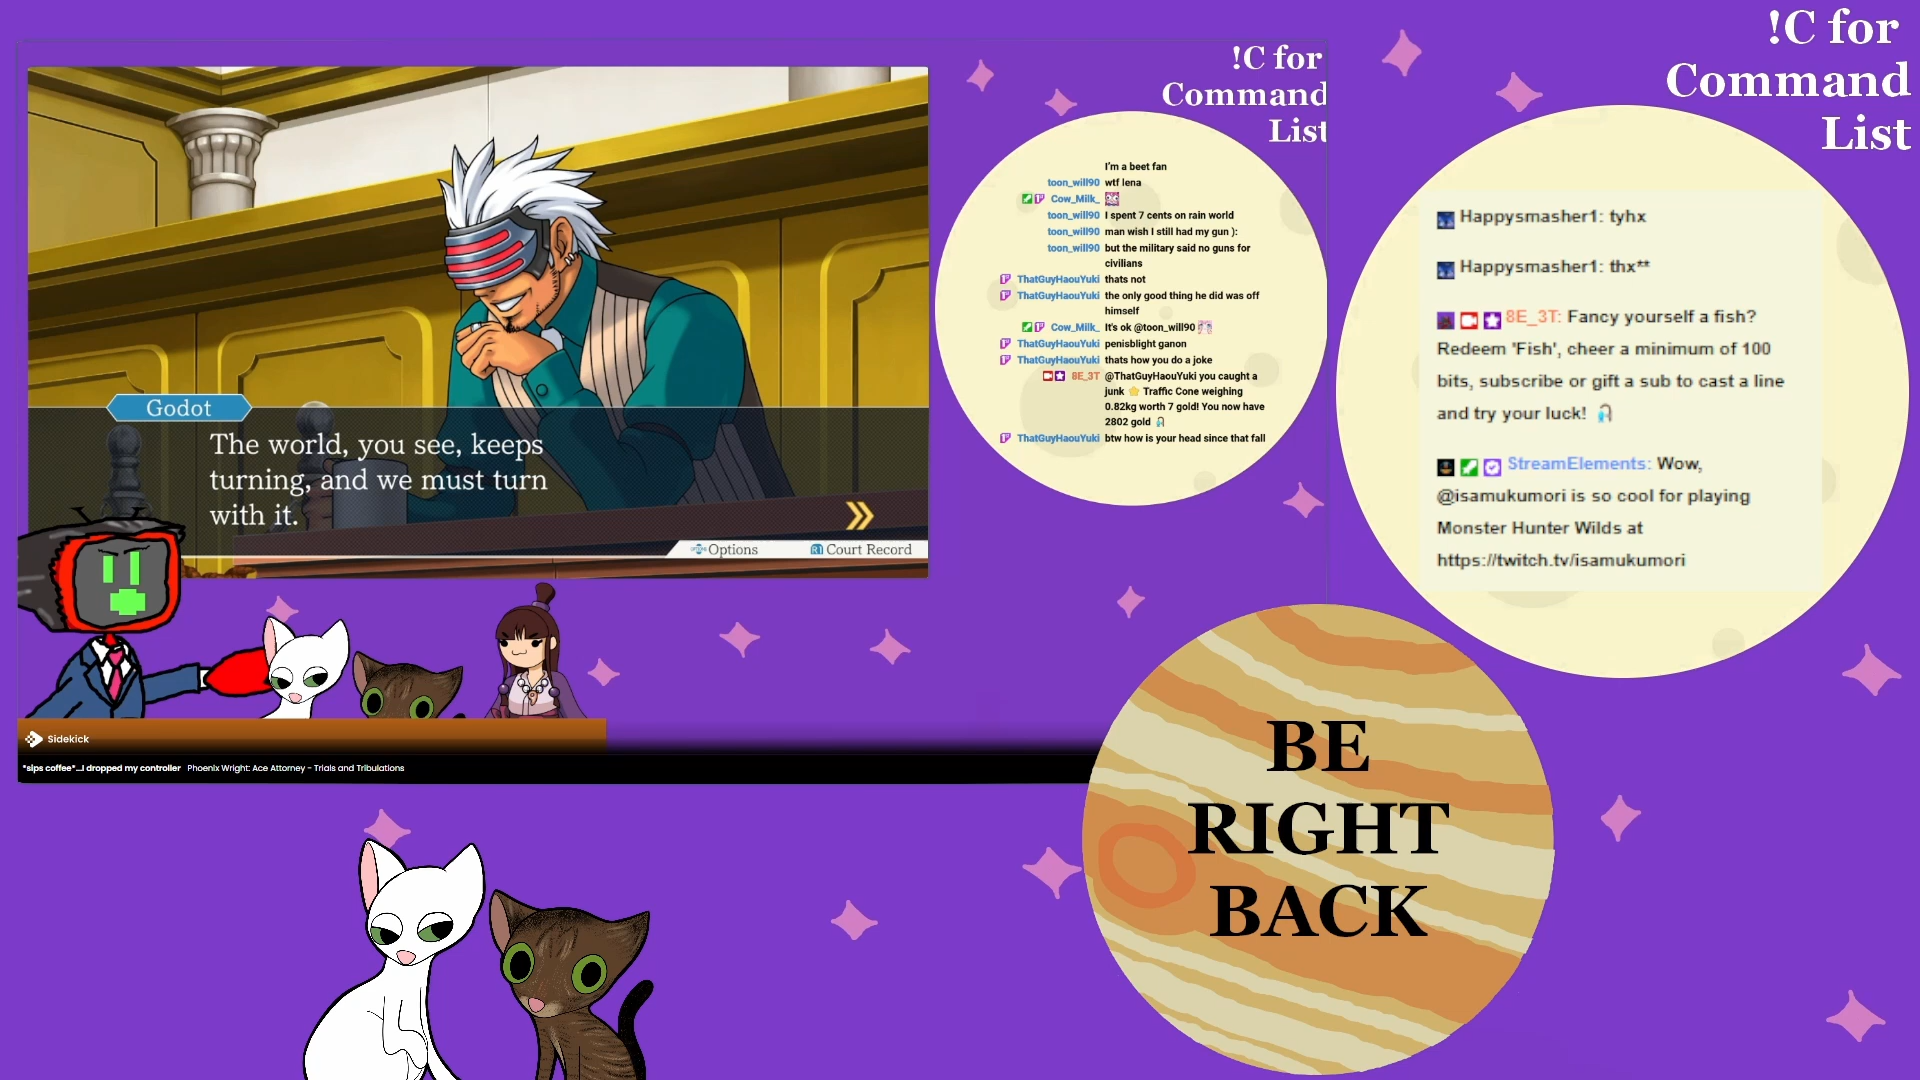 !C for
Command
List
!C for
Command
List
I'm a beet fan
toon_will90 wtf lena
Cow_Milk_
toon_will90 I spent 7 cents on rain world
toon_will90 man wish I still had my gun ):
toon_will90 but the military said no guns for
civilians
ThatGuyHaouYuki thats not
ThatGuyHaouYuki the only good thing he did was off
himself
Cow_Milk_ It's ok @toon_will90
ThatGuyHaouYuki penisblight ganon
ThatGuyHaouYuki thats how you do a joke
8E_3T @ThatGuyHaouYuki you caught a
junk ⭐ Traffic Cone weighing
0.82kg worth 7 gold! You now have
2802 gold 🎣
ThatGuyHaouYuki btw how is your head since that fall
Happysmasher1: tyhx
Happysmasher1: thx**
8E_3T: Fancy yourself a fish?
Redeem 'Fish', cheer a minimum of 100
bits, subscribe or gift a sub to cast a line
and try your luck! 🎣
StreamElements: Wow,
@isamukumori is so cool for playing
Monster Hunter Wilds at
https://twitch.tv/isamukumori
Godot
The world, you see, keeps
turning, and we must turn
with it.
Options
R1 Court Record
Sidekick
*sips coffee*...I dropped my controller Phoenix Wright: Ace Attorney - Trials and Tribulations
BE
RIGHT
BACK